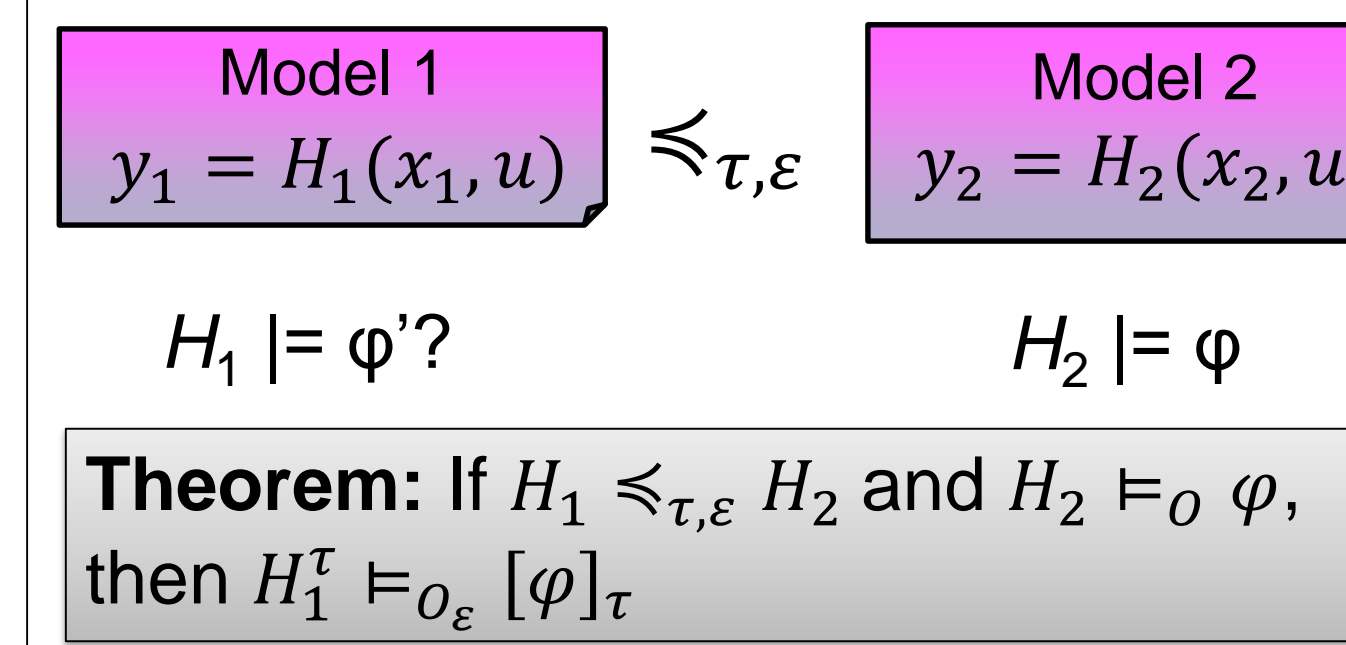 Model 1
y₁ = H₁(x₁, u)
≼τ,ε
Model 2
y₂ = H₂(x₂, u
H₁ |= φ’?
H₂ |= φ
Theorem: If H₁ ≼τ,ε H₂ and H₂ ⊨O φ,
then H₁^τ ⊨Oε [φ]τ